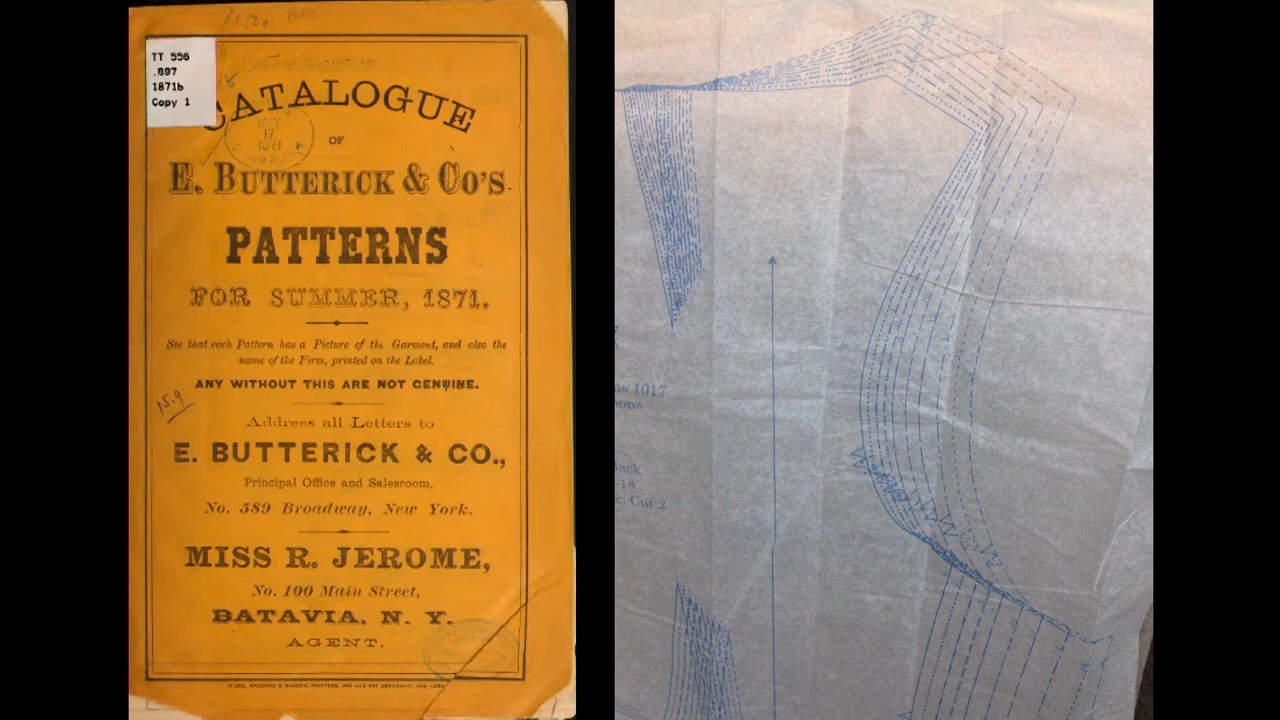 TT 556
.B97
1871b
Copy 1
CATALOGUE
OF
E. BUTTERICK & CO'S.
PATTERNS
FOR SUMMER, 1871.
See that each Pattern has a Picture of the Garment, and also the
name of the Firm, printed on the Label.
ANY WITHOUT THIS ARE NOT GENUINE.
15.9
Address all Letters to
E. BUTTERICK & CO.,
Principal Office and Salesroom,
No. 589 Broadway, New York.
MISS R. JEROME,
No. 100 Main Street,
BATAVIA, N. Y.
AGENT.
1017
Cut 2